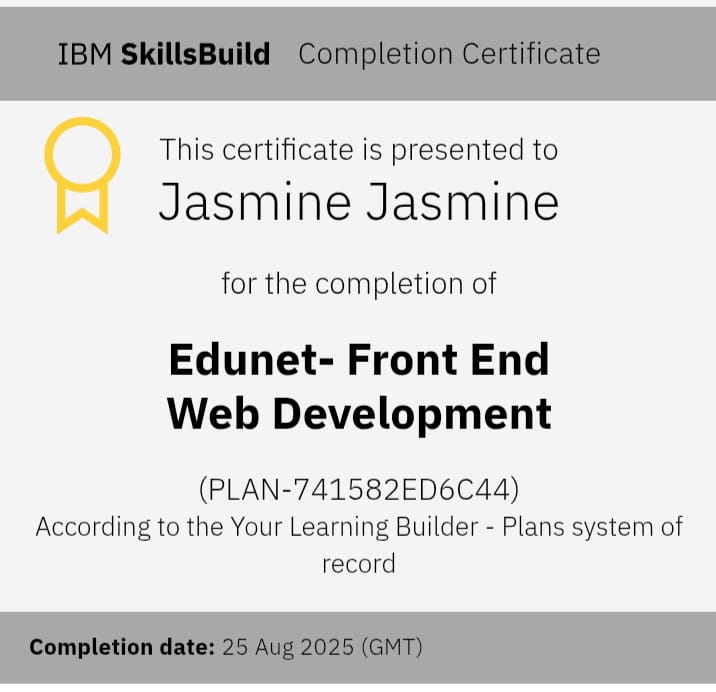 IBM SkillsBuild Completion Certificate
This certificate is presented to
Jasmine Jasmine
for the completion of
Edunet- Front End
Web Development
(PLAN-741582ED6C44)
According to the Your Learning Builder - Plans system of
record
Completion date: 25 Aug 2025 (GMT)